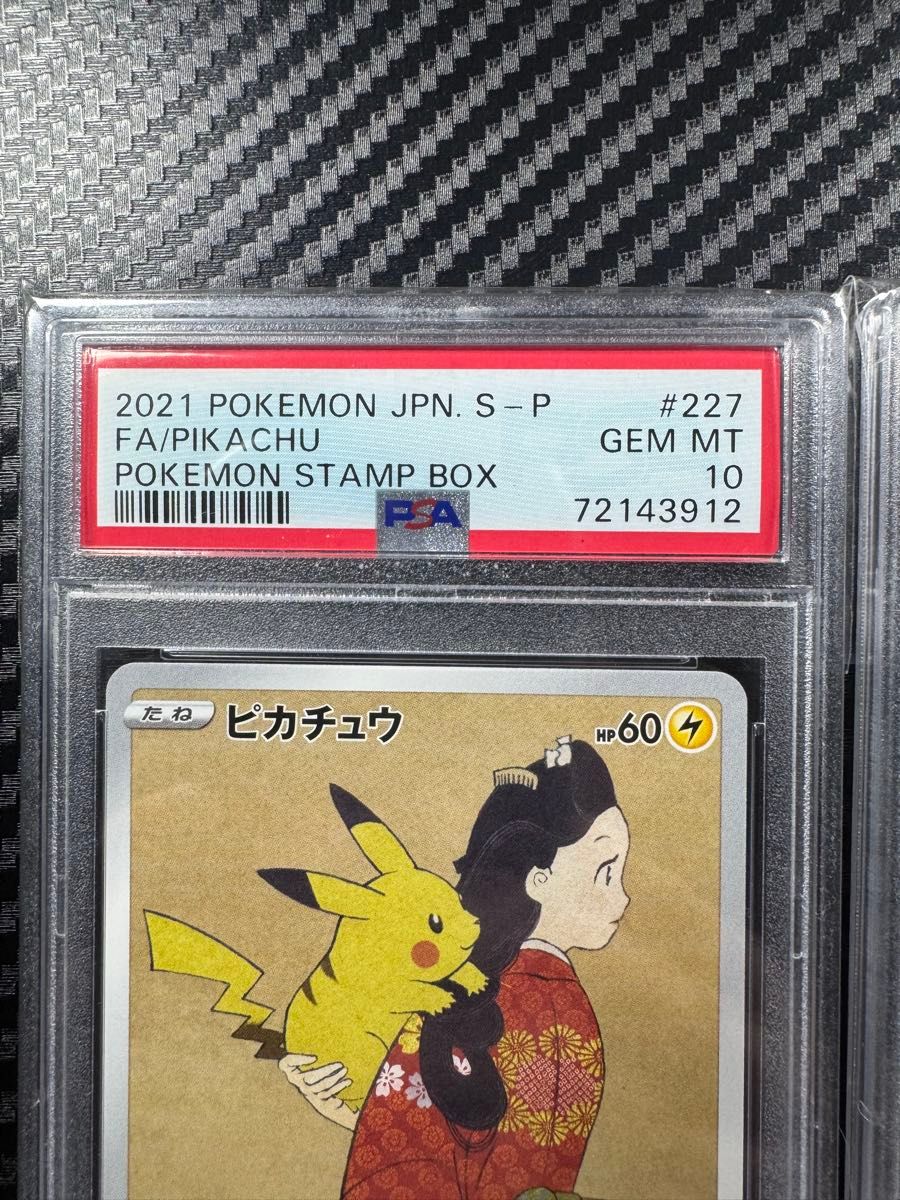 2021 POKEMON JPN. S-P #227
FA/PIKACHU GEM MT
POKEMON STAMP BOX 10
PSA 72143912
たね ピカチュウ HP60